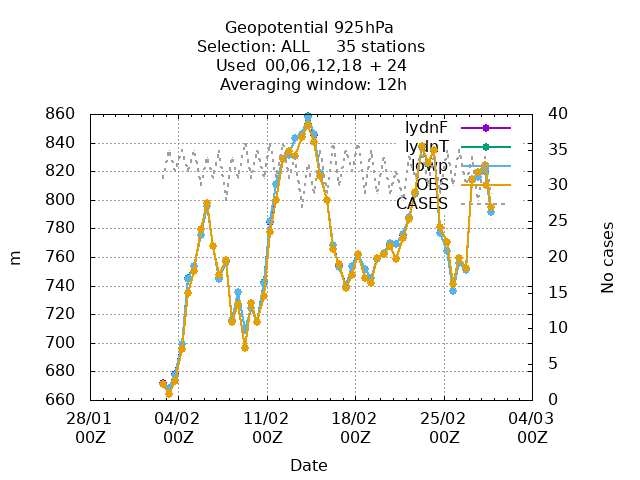 Geopotential 925hPa
Selection: ALL 35 stations
Used 00,06,12,18 + 24
Averaging window: 12h
lydnF
lydnT
lowp
OBS
CASES
860
840
820
800
780
760
740
720
700
680
660
40
35
30
25
20
15
10
5
0
m
No cases
28/01 04/02 11/02 18/02 25/02 04/03
00Z 00Z 00Z 00Z 00Z 00Z
Date